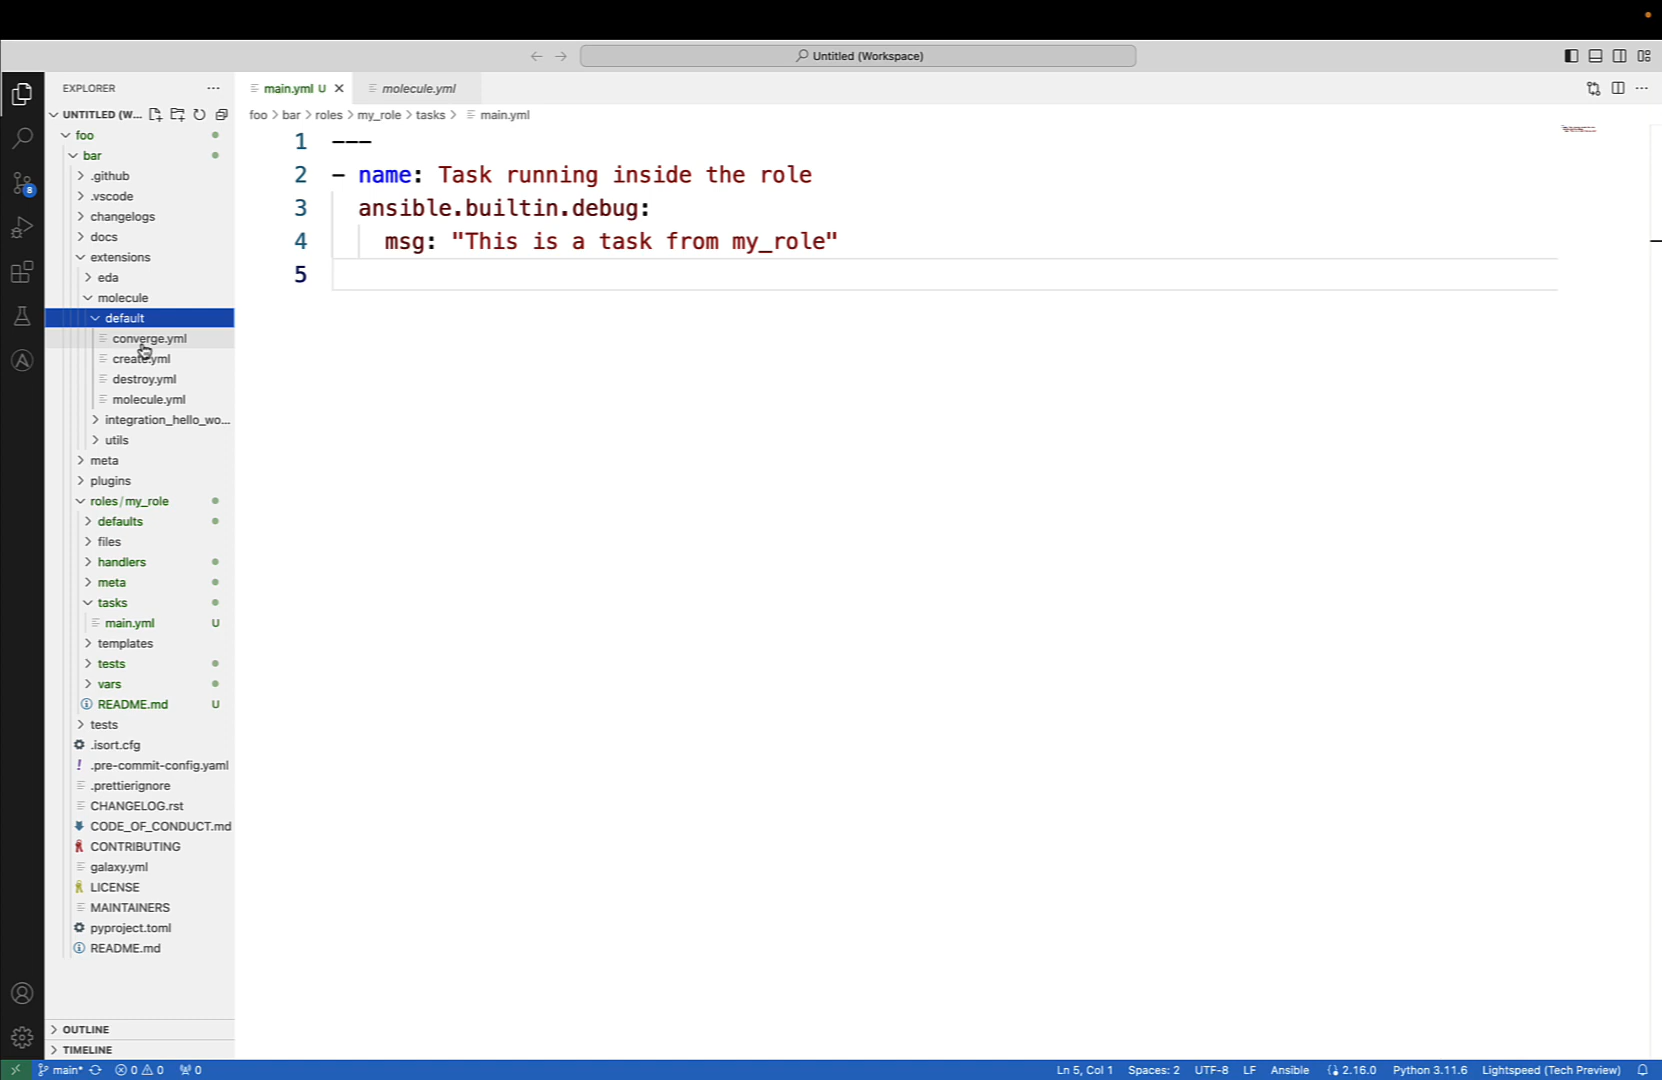 Untitled (Workspace)
EXPLORER
UNTITLED (W...
foo
bar
.github
.vscode
changelogs
docs
extensions
eda
molecule
default
converge.yml
create.yml
destroy.yml
molecule.yml
integration_hello_wo...
utils
meta
plugins
roles/my_role
defaults
files
handlers
meta
tasks
main.yml U
templates
tests
vars
README.md U
tests
.isort.cfg
.pre-commit-config.yaml
.prettierignore
CHANGELOG.rst
CODE_OF_CONDUCT.md
CONTRIBUTING
galaxy.yml
LICENSE
MAINTAINERS
pyproject.toml
README.md
OUTLINE
TIMELINE
8
main.yml U
molecule.yml
foo > bar > roles > my_role > tasks > main.yml
1 ---
2 - name: Task running inside the role
3 ansible.builtin.debug:
4 msg: "This is a task from my_role"
5
main* 0 0 0
Ln 5, Col 1 Spaces: 2 UTF-8 LF Ansible 2.16.0 Python 3.11.6 Lightspeed (Tech Preview)